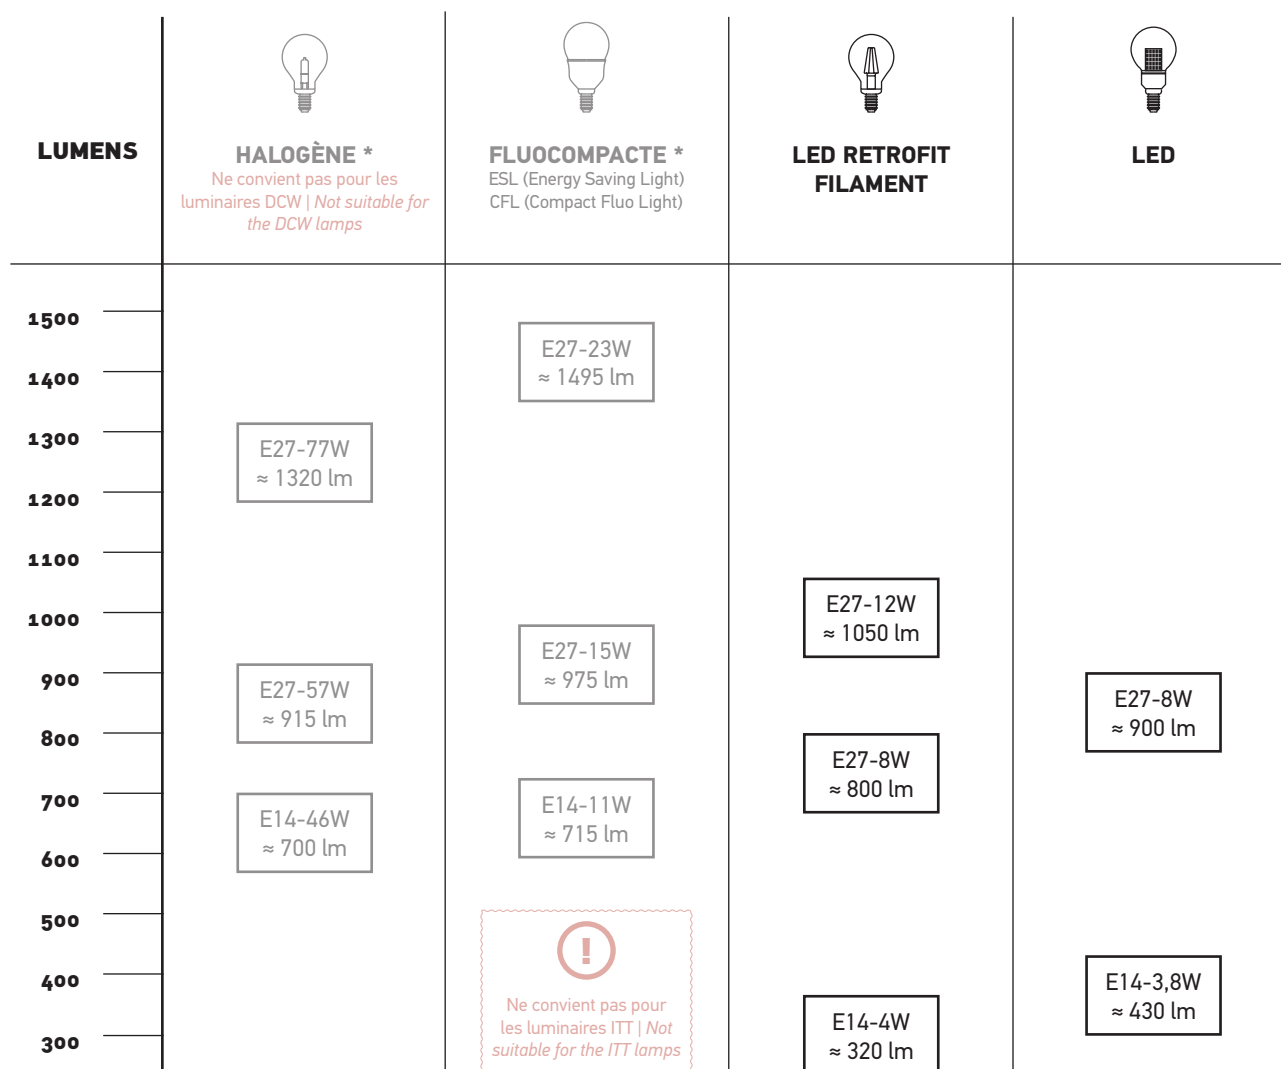 LUMENS
HALOGÈNE *
Ne convient pas pour les
luminaires DCW | Not suitable for
the DCW lamps
FLUOCOMPACTE *
ESL (Energy Saving Light)
CFL (Compact Fluo Light)
LED RETROFIT
FILAMENT
LED
1500
1400
1300
1200
1100
1000
900
800
700
600
500
400
300
E27-77W
≈ 1320 lm
E27-57W
≈ 915 lm
E14-46W
≈ 700 lm
E27-23W
≈ 1495 lm
E27-15W
≈ 975 lm
E14-11W
≈ 715 lm
!
Ne convient pas pour
les luminaires ITT | Not
suitable for the ITT lamps
E27-12W
≈ 1050 lm
E27-8W
≈ 800 lm
E14-4W
≈ 320 lm
E27-8W
≈ 900 lm
E14-3,8W
≈ 430 lm